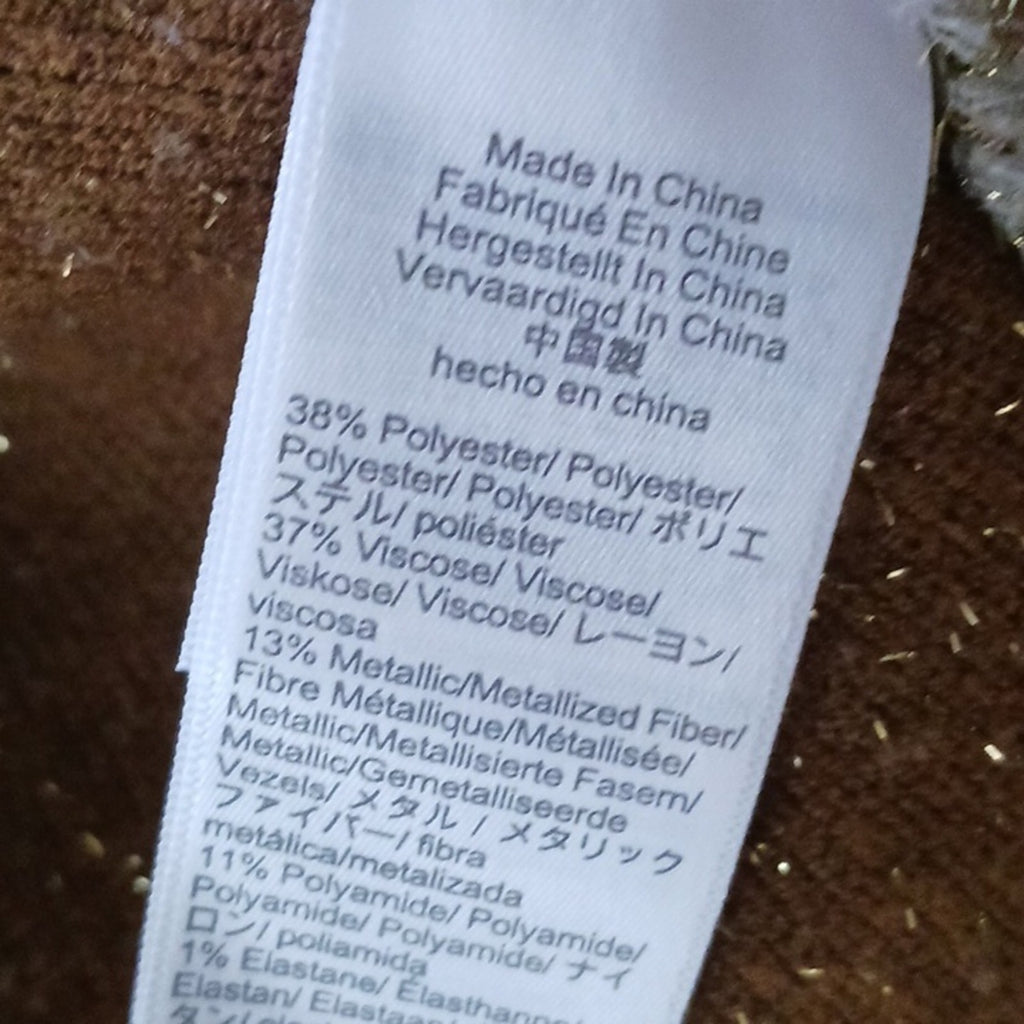 Made In China
Fabriqué En Chine
Hergestellt In China
Vervaardigd In China
中国製
hecho en china
38% Polyester/ Polyester/
Polyester/ Polyester/ ポリエ
ステル/ poliéster
37% Viscose/ Viscose/
Viskose/ Viscose/ レーヨン/
viscosa
13% Metallic/Metallized Fiber/
Fibre Métallique/Métallisée/
Metallic/Metallisierte Fasern/
Metallic/Gemetalliseerde
Vezels/ メタル / メタリック
ファイバー/ fibra
metálica/metalizada
11% Polyamide/ Polyamide/
Polyamide/ Polyamide/ ナイ
ロン/ poliamida
1% Elastane/ Élasthanne/
Elastan/